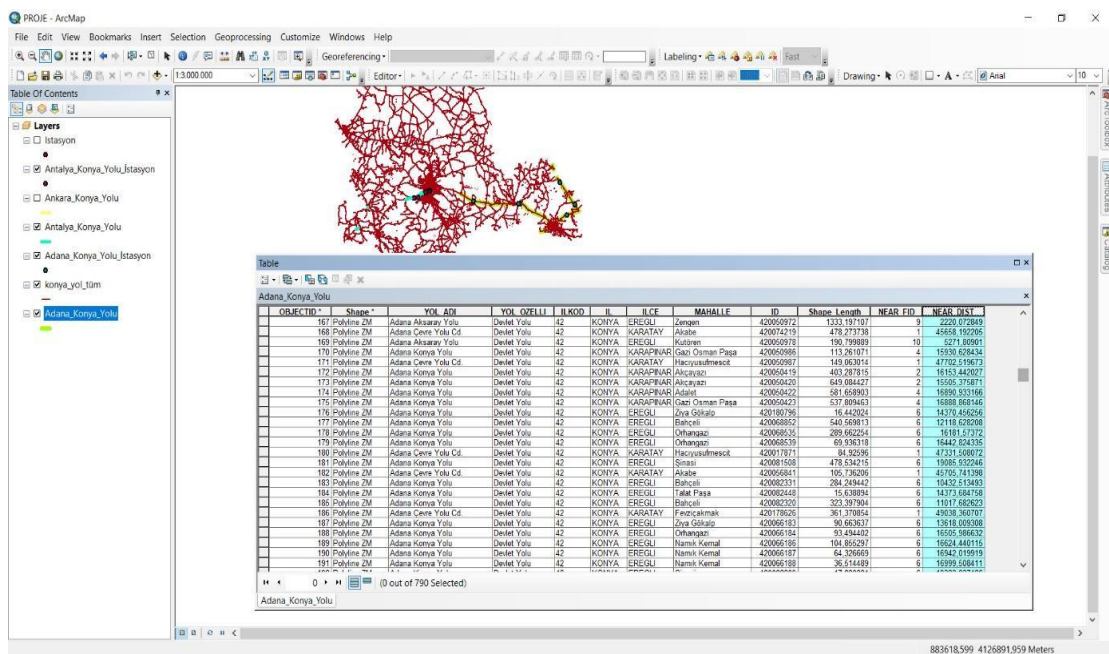 PROJE - ArcMap
File Edit View Bookmarks Insert Selection Geoprocessing Customize Windows Help
Georeferencing
Labeling
Fast
1:3.000.000
Editor
Drawing
Arial
10
Table Of Contents
Layers
Istasyon
Antalya_Konya_Yolu_İstasyon
Ankara_Konya_Yolu
Antalya_Konya_Yolu
Adana_Konya_Yolu_İstasyon
konya_yol_tüm
Adana_Konya_Yolu
ArcToolbox
Attributes
Catalog
Table
Adana_Konya_Yolu
OBJECTID * Shape * YOL_ADI YOL_OZELLI ILKOD IL ILCE MAHALLE ID Shape_Length NEAR_FID NEAR_DIST
167 Polyline ZM Adana Aksaray Yolu Devlet Yolu 42 KONYA EREGLI Zengen 420050972 1333,197107 9 2220,072849
168 Polyline ZM Adana Çevre Yolu Cd. Devlet Yolu 42 KONYA KARATAY Akabe 420074219 478,273738 1 45658,192205
169 Polyline ZM Adana Aksaray Yolu Devlet Yolu 42 KONYA EREGLI Kutören 420050978 190,799889 10 5271,80901
170 Polyline ZM Adana Konya Yolu Devlet Yolu 42 KONYA KARAPINAR Gazi Osman Paşa 420050986 113,261071 4 15930,628434
171 Polyline ZM Adana Çevre Yolu Cd. Devlet Yolu 42 KONYA KARATAY Hacıyusufmescit 420050987 149,063014 1 47702,519673
172 Polyline ZM Adana Konya Yolu Devlet Yolu 42 KONYA KARAPINAR Akçayazı 420050419 403,287815 2 16153,442027
173 Polyline ZM Adana Konya Yolu Devlet Yolu 42 KONYA KARAPINAR Akçayazı 420050420 649,084427 2 15505,375871
174 Polyline ZM Adana Konya Yolu Devlet Yolu 42 KONYA KARAPINAR Adalet 420050422 581,658903 4 16890,933166
175 Polyline ZM Adana Konya Yolu Devlet Yolu 42 KONYA KARAPINAR Gazi Osman Paşa 420050423 537,809463 4 16888,868146
176 Polyline ZM Adana Konya Yolu Devlet Yolu 42 KONYA EREGLI Ziya Gökalp 420180796 16,442024 6 14370,456256
177 Polyline ZM Adana Konya Yolu Devlet Yolu 42 KONYA EREGLI Bahçeli 420068852 540,569813 6 12118,628208
178 Polyline ZM Adana Konya Yolu Devlet Yolu 42 KONYA EREGLI Orhangazi 420068535 289,662254 6 16181,57372
179 Polyline ZM Adana Konya Yolu Devlet Yolu 42 KONYA EREGLI Orhangazi 420068539 69,936318 6 16442,824335
180 Polyline ZM Adana Çevre Yolu Cd. Devlet Yolu 42 KONYA KARATAY Hacıyusufmescit 420017871 84,92596 1 47331,508072
181 Polyline ZM Adana Konya Yolu Devlet Yolu 42 KONYA EREGLI Sinasi 420081508 478,534215 6 19085,932246
182 Polyline ZM Adana Çevre Yolu Cd. Devlet Yolu 42 KONYA KARATAY Akabe 420056841 105,736206 1 45705,741398
183 Polyline ZM Adana Konya Yolu Devlet Yolu 42 KONYA EREGLI Bahçeli 420082331 284,249442 6 10432,513493
184 Polyline ZM Adana Konya Yolu Devlet Yolu 42 KONYA EREGLI Talat Paşa 420082448 15,638894 6 14373,684758
185 Polyline ZM Adana Konya Yolu Devlet Yolu 42 KONYA EREGLI Bahçeli 420082320 323,397904 6 11017,682623
186 Polyline ZM Adana Çevre Yolu Cd. Devlet Yolu 42 KONYA KARATAY Fevziçakmak 420178626 361,370854 1 49038,360707
187 Polyline ZM Adana Konya Yolu Devlet Yolu 42 KONYA EREGLI Ziya Gökalp 420066183 90,663637 6 13618,009308
188 Polyline ZM Adana Konya Yolu Devlet Yolu 42 KONYA EREGLI Orhangazi 420066184 93,494402 6 16505,986632
189 Polyline ZM Adana Konya Yolu Devlet Yolu 42 KONYA EREGLI Namık Kemal 420066186 104,855297 6 16624,440116
190 Polyline ZM Adana Konya Yolu Devlet Yolu 42 KONYA EREGLI Namık Kemal 420066187 64,326669 6 16942,019919
191 Polyline ZM Adana Konya Yolu Devlet Yolu 42 KONYA EREGLI Namık Kemal 420066188 36,514489 6 16999,508411
0 (0 out of 790 Selected)
Adana_Konya_Yolu
883618,599 4126891,959 Meters